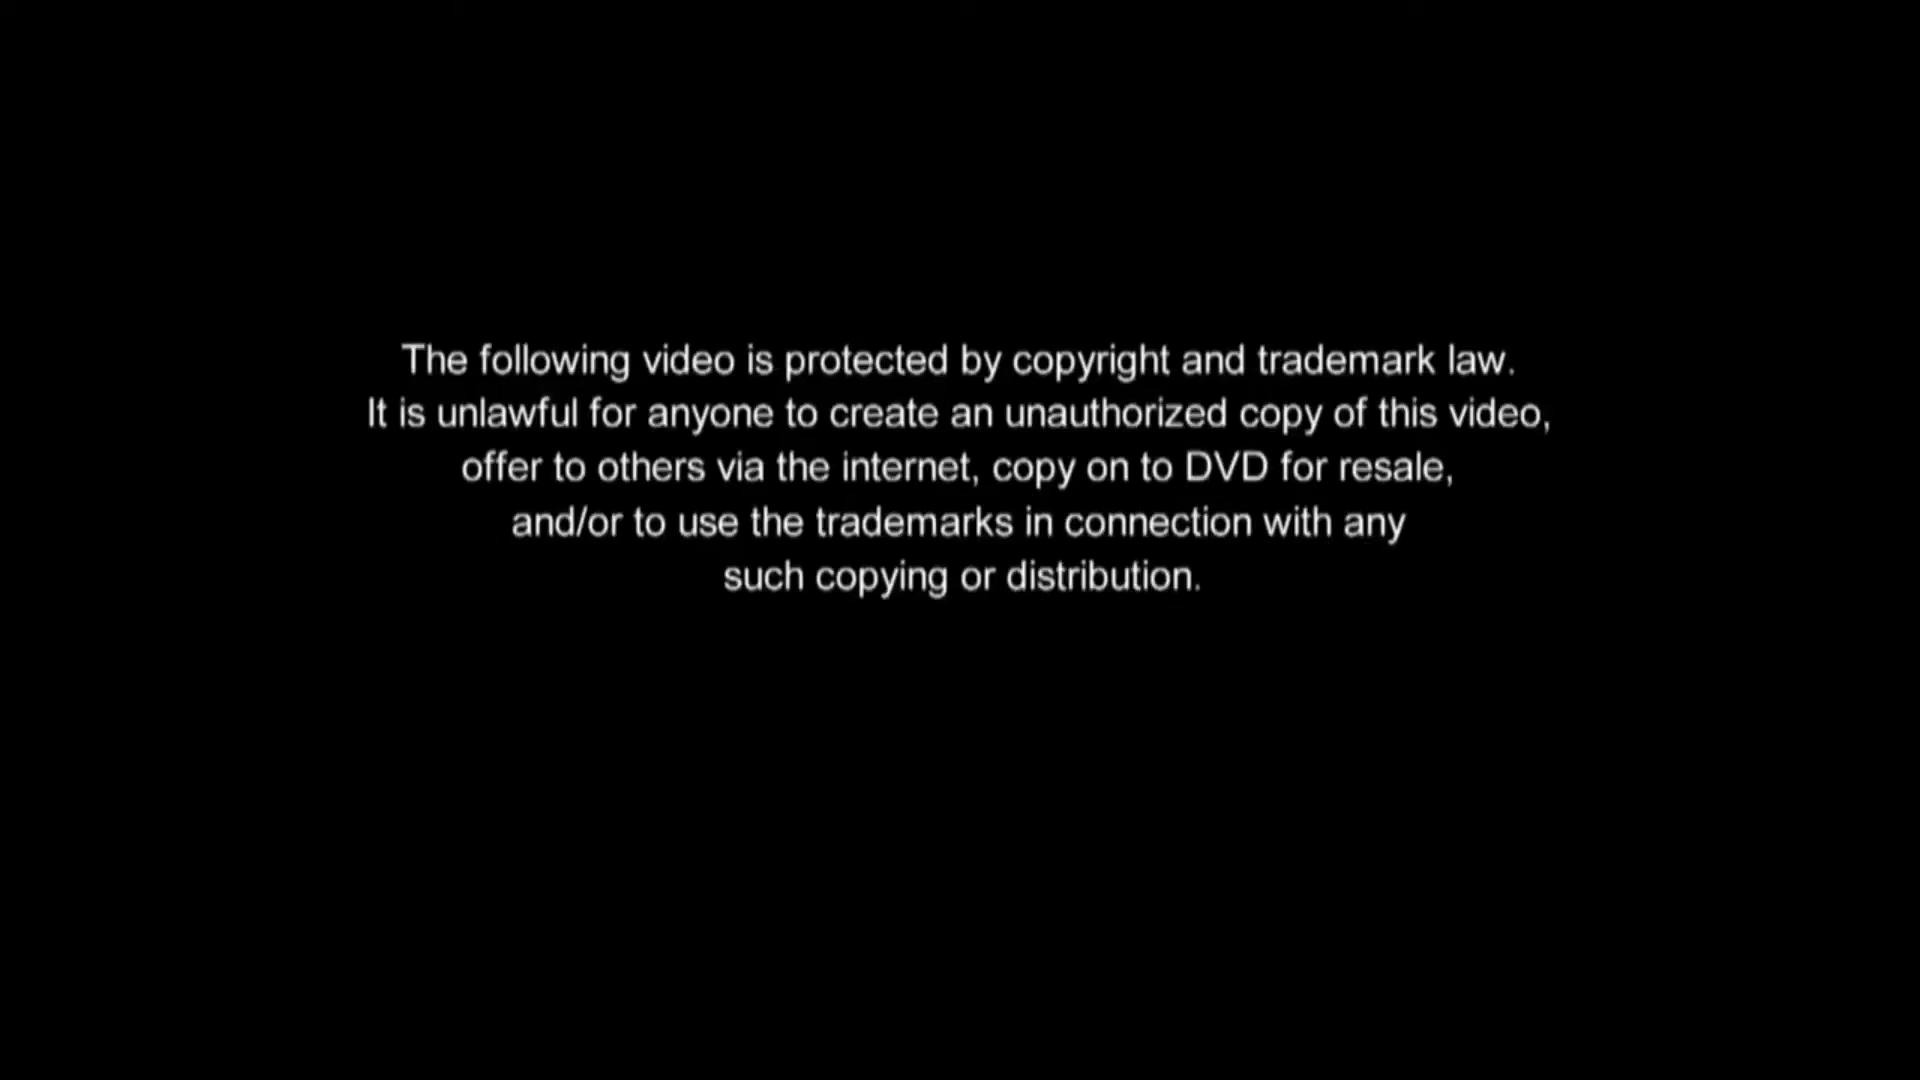 The following video is protected by copyright and trademark law.
It is unlawful for anyone to create an unauthorized copy of this video,
offer to others via the internet, copy on to DVD for resale,
and/or to use the trademarks in connection with any
such copying or distribution.